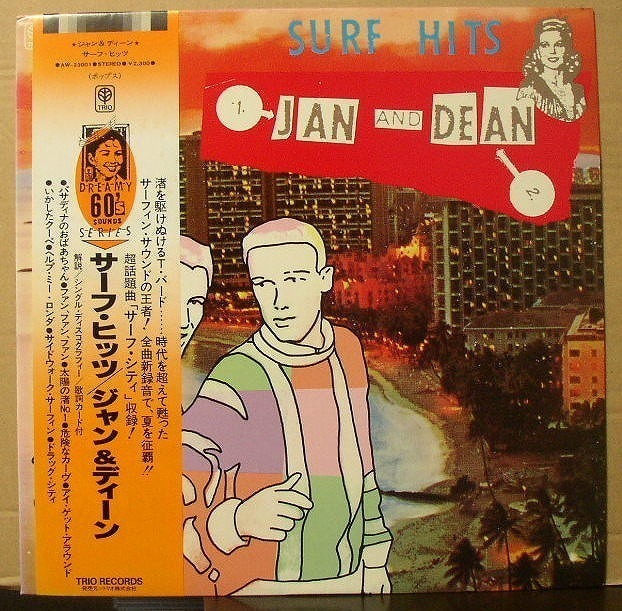 ★ジャン&ディーン
サーフ・ヒッツ
●AW-23001●STEREO●¥2,300●
(ポップス)
TRIO
DREAMY
60's
SOUNDS
SERIES
渚を駆けぬけるT・バード……時代を超えて甦った
サーフィン・サウンドの王者! 全曲新録音で、夏を征覇!!
超話題曲「サーフ・シティ」収録!
解説/シングル・ディスコグラフィー/歌詞カード付
サーフ・ヒッツ/ジャン&ディーン
●パサディナのおばあちゃん●ファン、ファン、ファン●太陽の渚No.1●危険なカーヴ●アイ・ゲット・アラウンド
●いかしたクーペ●ヘルプ・ミー・ロンダ●サイドウォーク・サーフィン●ドラッグ・シティ
TRIO RECORDS
発売元—トリオ株式会社
SURF HITS
1.
JAN AND DEAN
2.